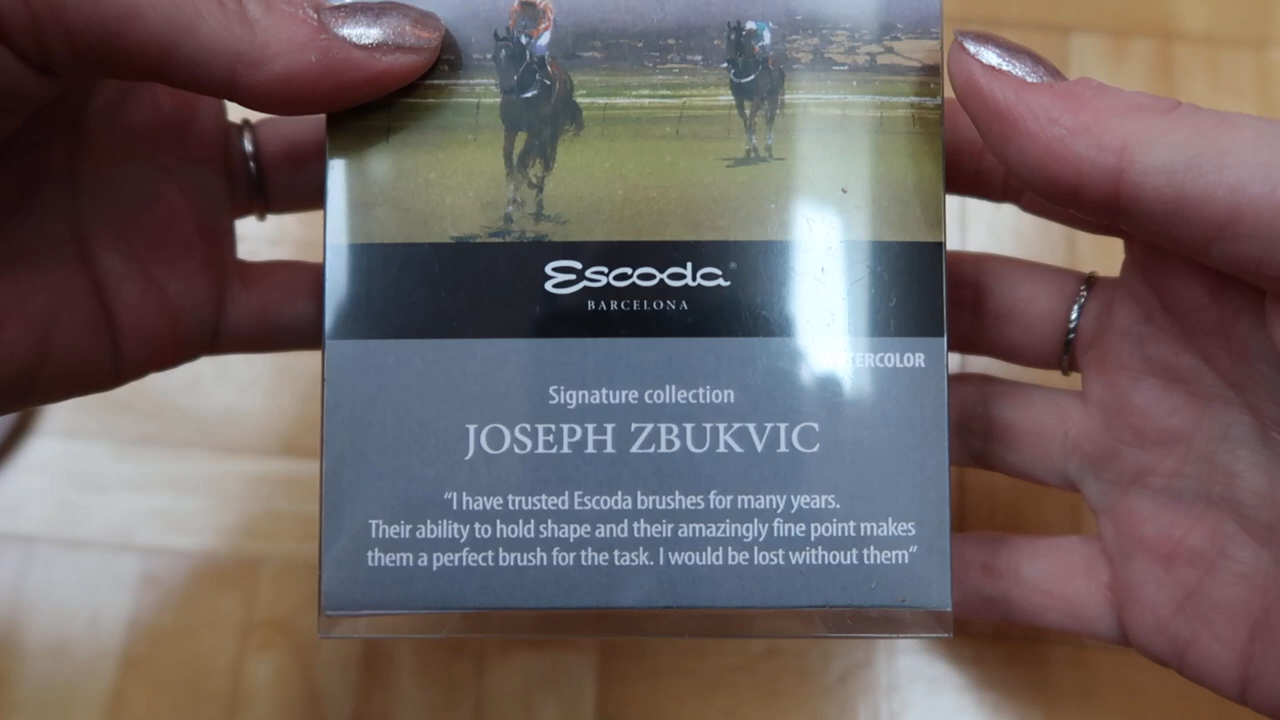 Escoda®
BARCELONA
WATERCOLOR
Signature collection
JOSEPH ZBUKVIC
“I have trusted Escoda brushes for many years.
Their ability to hold shape and their amazingly fine point makes
them a perfect brush for the task. I would be lost without them“